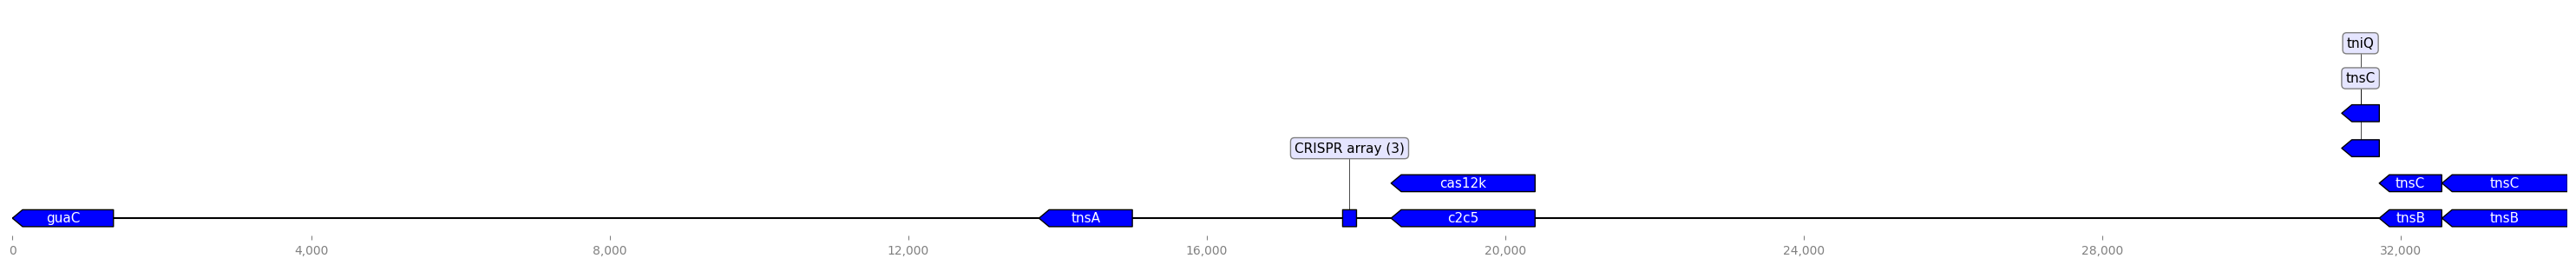 tniQ
tnsC
CRISPR array (3)
cas12k tnsC tnsC
guaC tnsA c2c5 tnsB tnsB
0 4,000 8,000 12,000 16,000 20,000 24,000 28,000 32,000